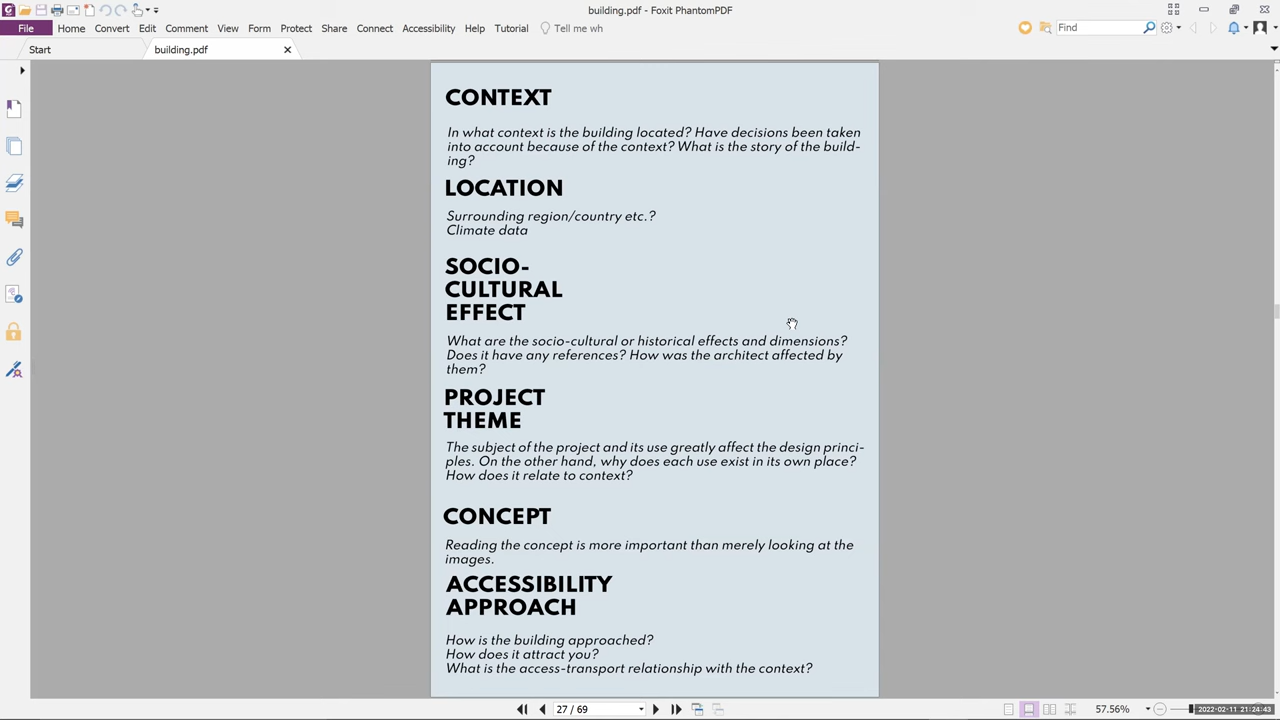 building.pdf - Foxit PhantomPDF
File Home Convert Edit Comment View Form Protect Share Connect Accessibility Help Tutorial Tell me wh Find
Start building.pdf
CONTEXT
In what context is the building located? Have decisions been taken
into account because of the context? What is the story of the build-
ing?
LOCATION
Surrounding region/country etc.?
Climate data
SOCIO-
CULTURAL
EFFECT
What are the socio-cultural or historical effects and dimensions?
Does it have any references? How was the architect affected by
them?
PROJECT
THEME
The subject of the project and its use greatly affect the design princi-
ples. On the other hand, why does each use exist in its own place?
How does it relate to context?
CONCEPT
Reading the concept is more important than merely looking at the
images.
ACCESSIBILITY
APPROACH
How is the building approached?
How does it attract you?
What is the access-transport relationship with the context?
27 / 69 57.56% 2022-02-11 21:24:43